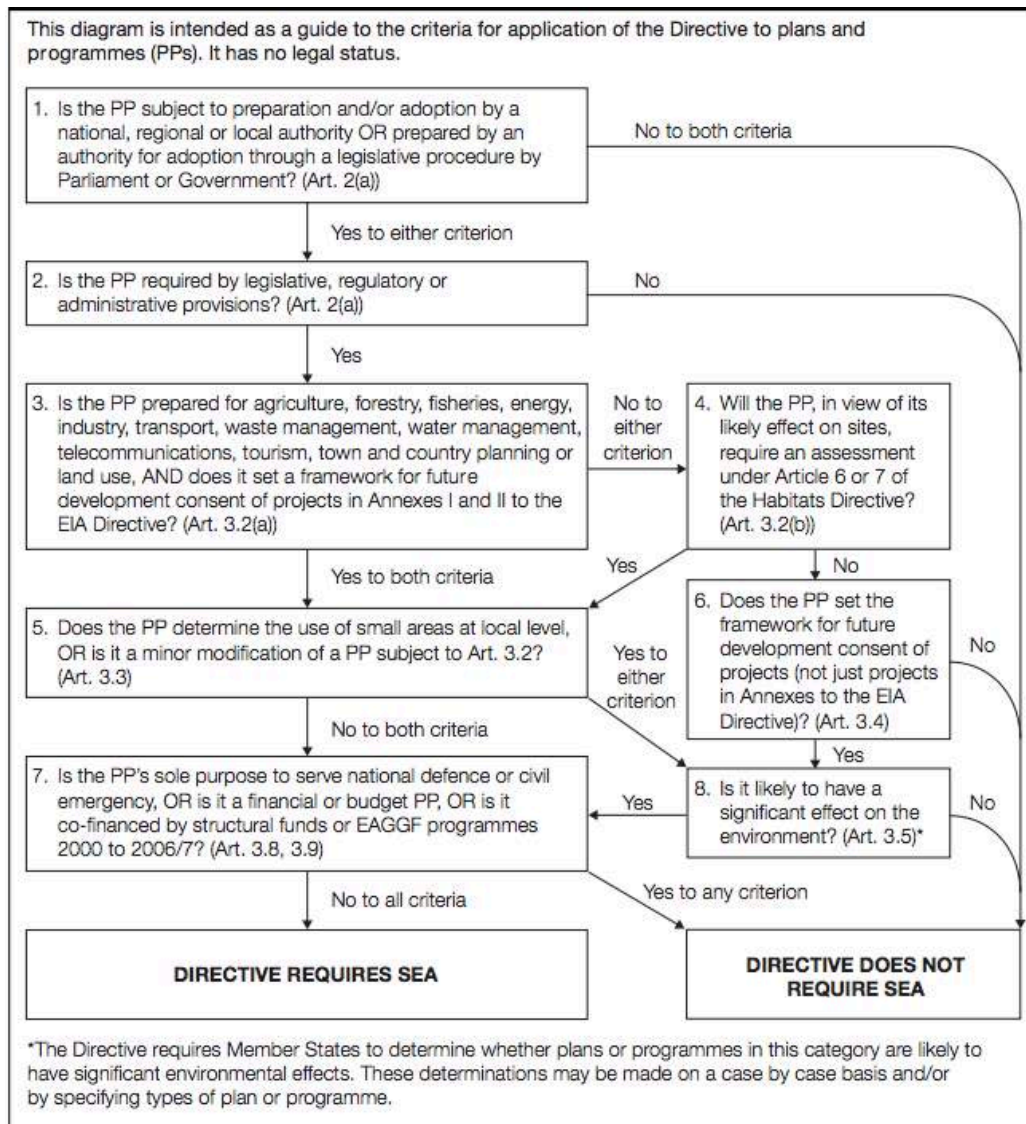 This diagram is intended as a guide to the criteria for application of the Directive to plans and
programmes (PPs). It has no legal status.
1. Is the PP subject to preparation and/or adoption by a
national, regional or local authority OR prepared by an
authority for adoption through a legislative procedure by
Parliament or Government? (Art. 2(a))
No to both criteria
Yes to either criterion
2. Is the PP required by legislative, regulatory or
administrative provisions? (Art. 2(a))
No
Yes
3. Is the PP prepared for agriculture, forestry, fisheries, energy,
industry, transport, waste management, water management,
telecommunications, tourism, town and country planning or
land use, AND does it set a framework for future
development consent of projects in Annexes I and II to the
EIA Directive? (Art. 3.2(a))
No to
either
criterion
4. Will the PP, in view of its
likely effect on sites,
require an assessment
under Article 6 or 7 of
the Habitats Directive?
(Art. 3.2(b))
Yes to both criteria
Yes
No
5. Does the PP determine the use of small areas at local level,
OR is it a minor modification of a PP subject to Art. 3.2?
(Art. 3.3)
Yes to
either
criterion
6. Does the PP set the
framework for future
development consent of
projects (not just projects
in Annexes to the EIA
Directive)? (Art. 3.4)
No
No to both criteria
Yes
7. Is the PP's sole purpose to serve national defence or civil
emergency, OR is it a financial or budget PP, OR is it
co-financed by structural funds or EAGGF programmes
2000 to 2006/7? (Art. 3.8, 3.9)
Yes
8. Is it likely to have a
significant effect on the
environment? (Art. 3.5)*
No
No to all criteria
Yes to any criterion
DIRECTIVE REQUIRES SEA
DIRECTIVE DOES NOT
REQUIRE SEA
*The Directive requires Member States to determine whether plans or programmes in this category are likely to
have significant environmental effects. These determinations may be made on a case by case basis and/or
by specifying types of plan or programme.